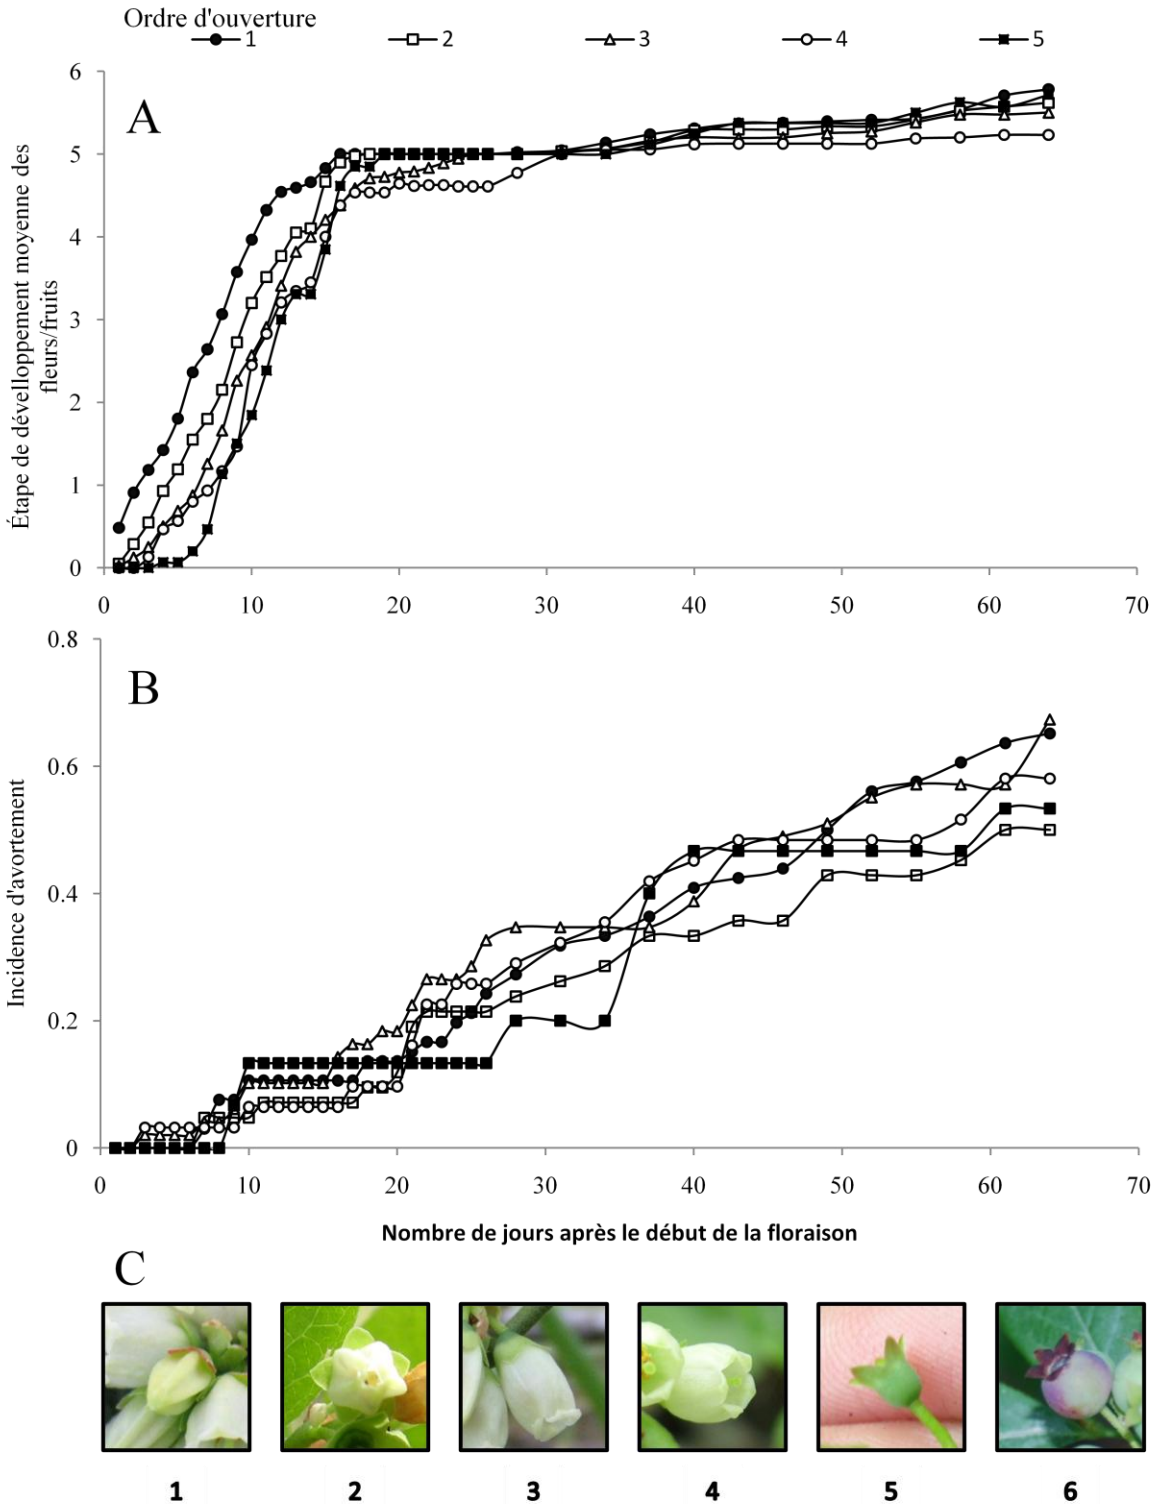 Ordre d'ouverture
1 2 3 4 5
A
Étape de dévelloppement moyenne des
fleurs/fruits
6
5
4
3
2
1
0
0 10 20 30 40 50 60 70
B
Incidence d'avortement
0.8
0.6
0.4
0.2
0
0 10 20 30 40 50 60 70
Nombre de jours après le début de la floraison
C
1 2 3 4 5 6